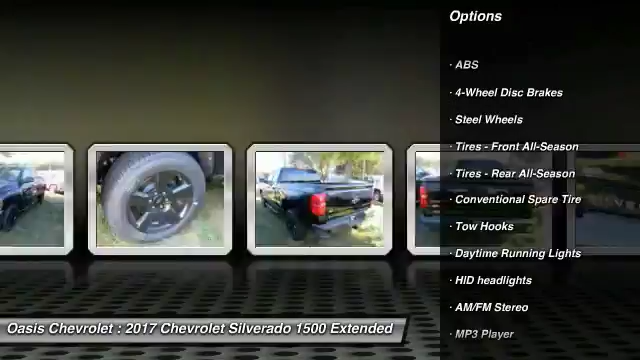 Options
· ABS
· 4-Wheel Disc Brakes
· Steel Wheels
· Tires - Front All-Season
· Tires - Rear All-Season
· Conventional Spare Tire
· Tow Hooks
· Daytime Running Lights
· HID headlights
· AM/FM Stereo
· MP3 Player
Oasis Chevrolet : 2017 Chevrolet Silverado 1500 Extended